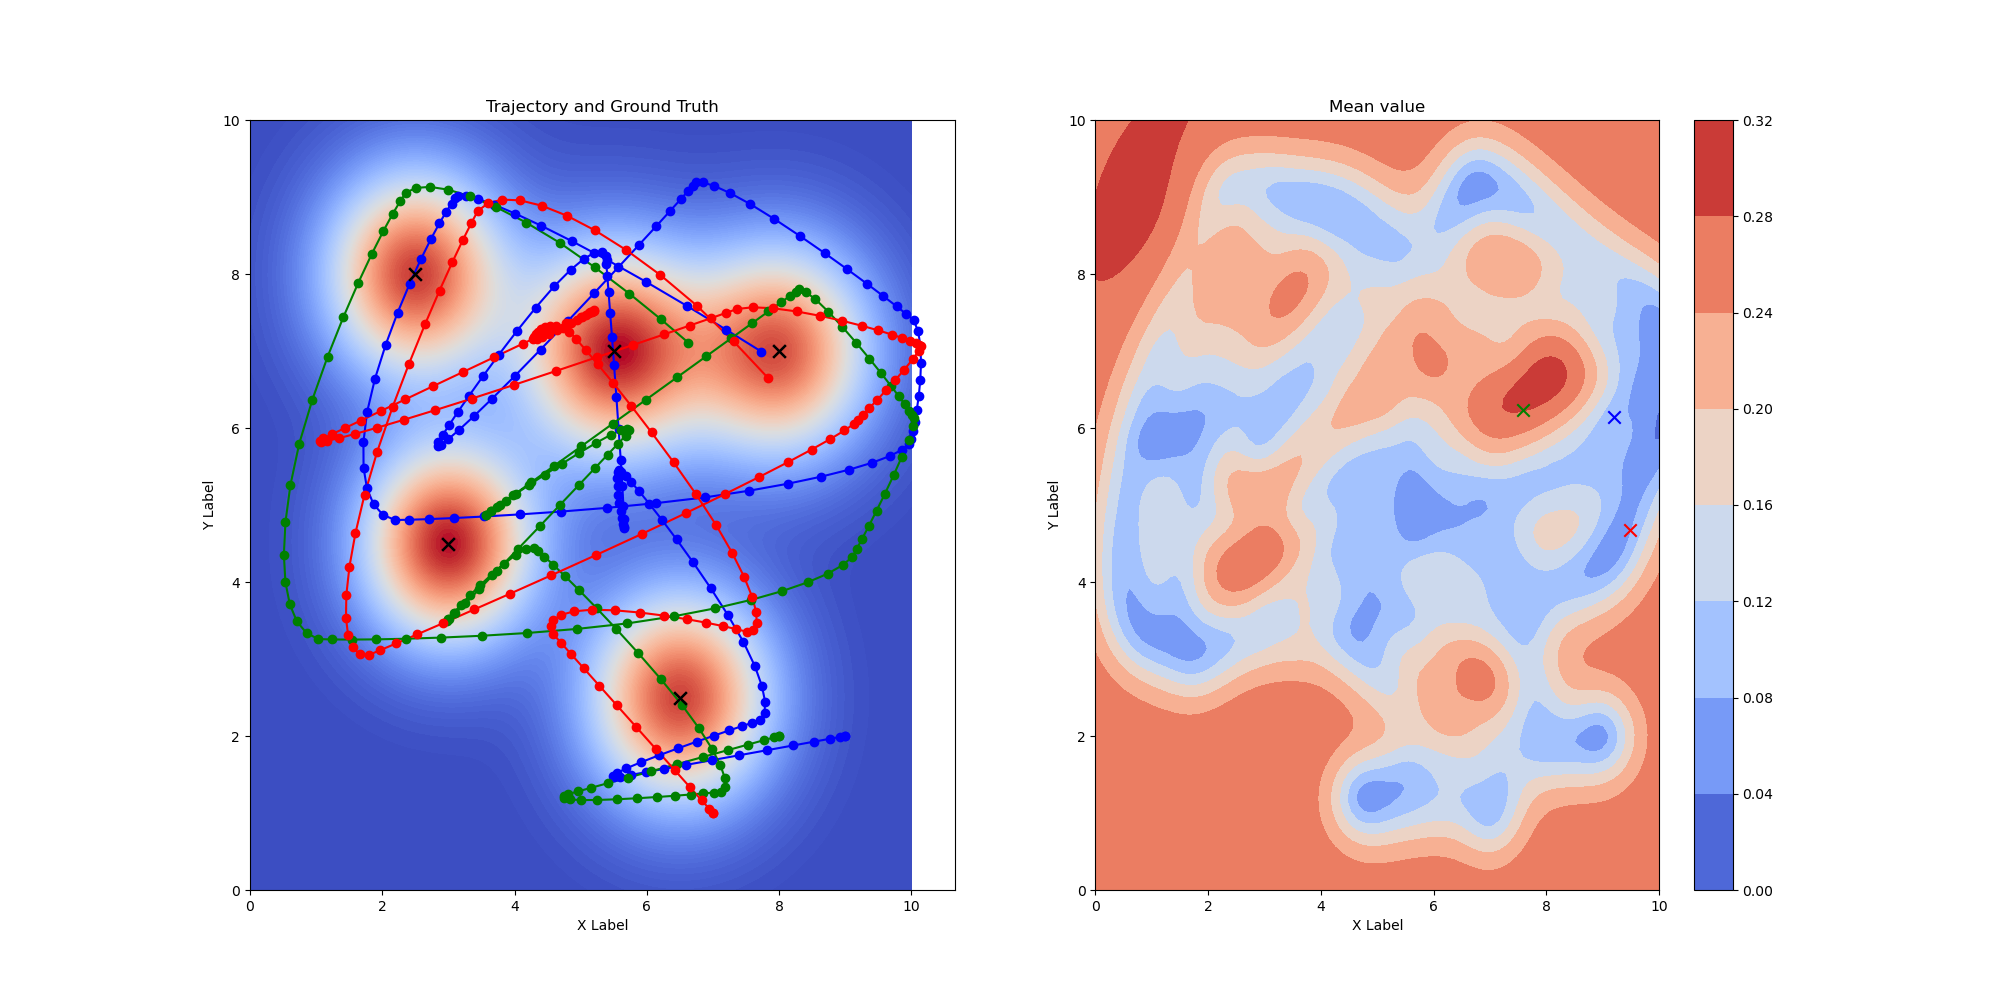 Trajectory and Ground Truth
Y Label
10
8
6
4
2
0
0 2 4 6 8 10
X Label
Mean value
Y Label
10
8
6
4
2
0
0 2 4 6 8 10
X Label
0.32
0.28
0.24
0.20
0.16
0.12
0.08
0.04
0.00